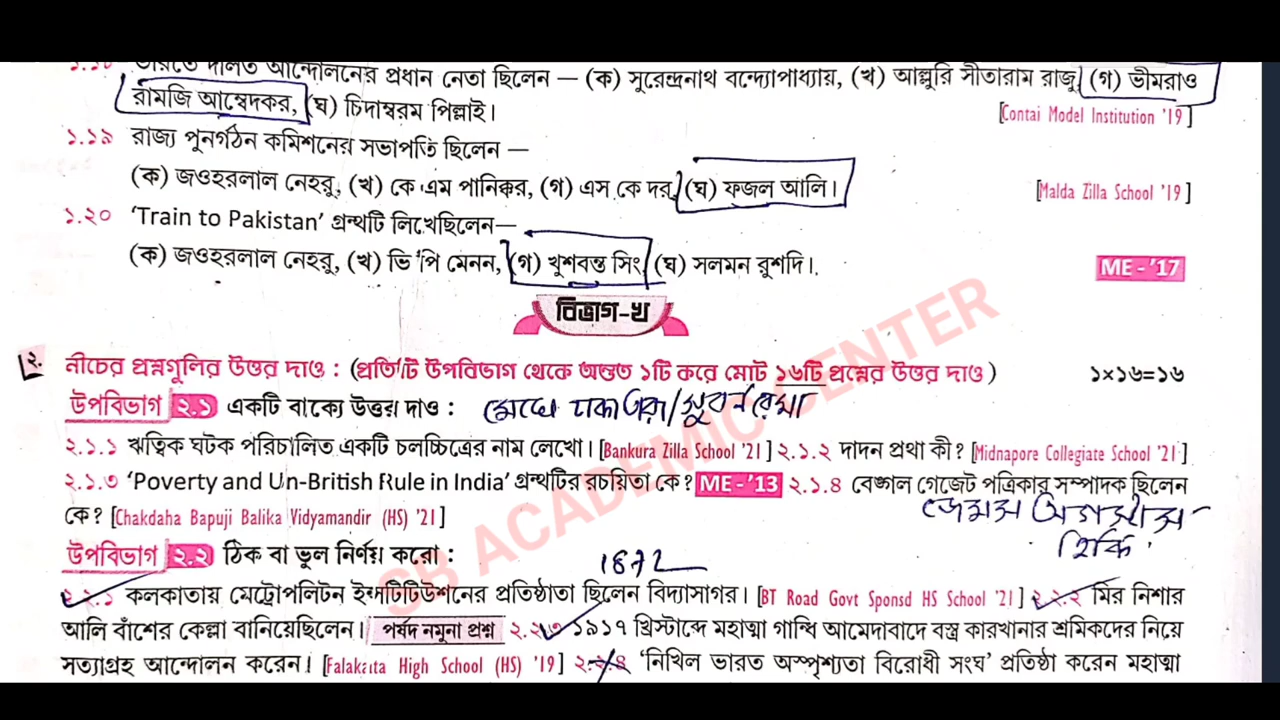 ১.১৮ ভারতে দলিত আন্দোলনের প্রধান নেতা ছিলেন — (ক) সুরেন্দ্রনাথ বন্দ্যোপাধ্যায়, (খ) আল্লুরি সীতারাম রাজু, (গ) ভীমরাও
রামজি আম্বেদকর, (ঘ) চিদাম্বরম পিল্লাই। [Contai Model Institution '19]
১.১৯ রাজ্য পুনর্গঠন কমিশনের সভাপতি ছিলেন —
(ক) জওহরলাল নেহরু, (খ) কে এম পানিক্কর, (গ) এস কে দর, (ঘ) ফজল আলি। [Malda Zilla School '19]
১.২০ 'Train to Pakistan' গ্রন্থটি লিখেছিলেন—
(ক) জওহরলাল নেহরু, (খ) ভি পি মেনন, (গ) খুশবন্ত সিং, (ঘ) সলমন রুশদি। ME - '17
বিভাগ-খ
২. নীচের প্রশ্নগুলির উত্তর দাও : (প্রতিটি উপবিভাগ থেকে অন্তত ১টি করে মোট ১৬টি প্রশ্নের উত্তর দাও) ১×১৬=১৬
উপবিভাগ ২.১ একটি বাক্যে উত্তর দাও : মেঘে ঢাকা তারা/সুবর্নরেখা
২.১.১ ঋত্বিক ঘটক পরিচালিত একটি চলচ্চিত্রের নাম লেখো। [Bankura Zilla School '21] ২.১.২ দাদন প্রথা কী? [Midnapore Collegiate School '21]
২.১.৩ 'Poverty and Un-British Rule in India' গ্রন্থটির রচয়িতা কে? ME - '13 ২.১.৪ বেঙ্গল গেজেট পত্রিকার সম্পাদক ছিলেন
কে? [Chakdaha Bapuji Balika Vidyamandir (HS) '21] জেমস অগাস্টাস
হিকি
উপবিভাগ ২.২ ঠিক বা ভুল নির্ণয় করো : 1872
২.২.১ কলকাতায় মেট্রোপলিটন ইন্সটিটিউশনের প্রতিষ্ঠাতা ছিলেন বিদ্যাসাগর। [BT Road Govt Sponsd HS School '21] ২.২.২ মির নিশার
আলি বাঁশের কেল্লা বানিয়েছিলেন। পর্ষদ নমুনা প্রশ্ন ২.২.৩ ১৯১৭ খ্রিস্টাব্দে মহাত্মা গান্ধি আমেদাবাদে বস্ত্র কারখানার শ্রমিকদের নিয়ে
সত্যাগ্রহ আন্দোলন করেন। [Falakata High School (HS) '19] ২.২.৪ 'নিখিল ভারত অস্পৃশ্যতা বিরোধী সংঘ' প্রতিষ্ঠা করেন মহাত্মা
SB ACADEMIC CENTER